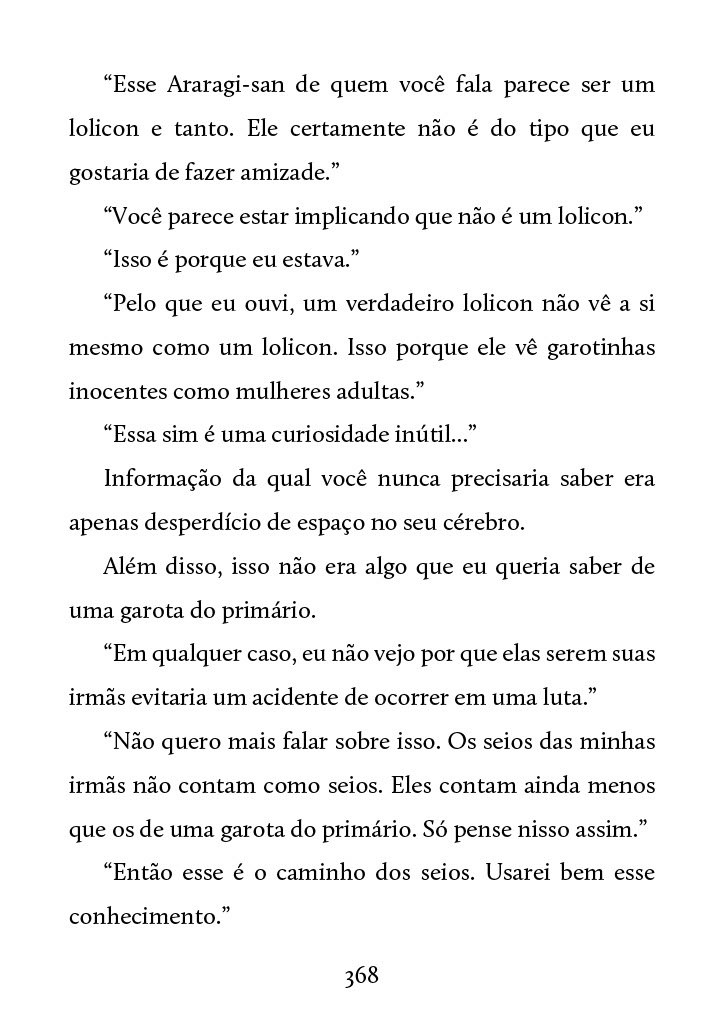 “Esse Araragi-san de quem você fala parece ser um
lolicon e tanto. Ele certamente não é do tipo que eu
gostaria de fazer amizade.”
“Você parece estar implicando que não é um lolicon.”
“Isso é porque eu estava.”
“Pelo que eu ouvi, um verdadeiro lolicon não vê a si
mesmo como um lolicon. Isso porque ele vê garotinhas
inocentes como mulheres adultas.”
“Essa sim é uma curiosidade inútil...”
Informação da qual você nunca precisaria saber era
apenas desperdício de espaço no seu cérebro.
Além disso, isso não era algo que eu queria saber de
uma garota do primário.
“Em qualquer caso, eu não vejo por que elas serem suas
irmãs evitaria um acidente de ocorrer em uma luta.”
“Não quero mais falar sobre isso. Os seios das minhas
irmãs não contam como seios. Eles contam ainda menos
que os de uma garota do primário. Só pense nisso assim.”
“Então esse é o caminho dos seios. Usarei bem esse
conhecimento.”
368